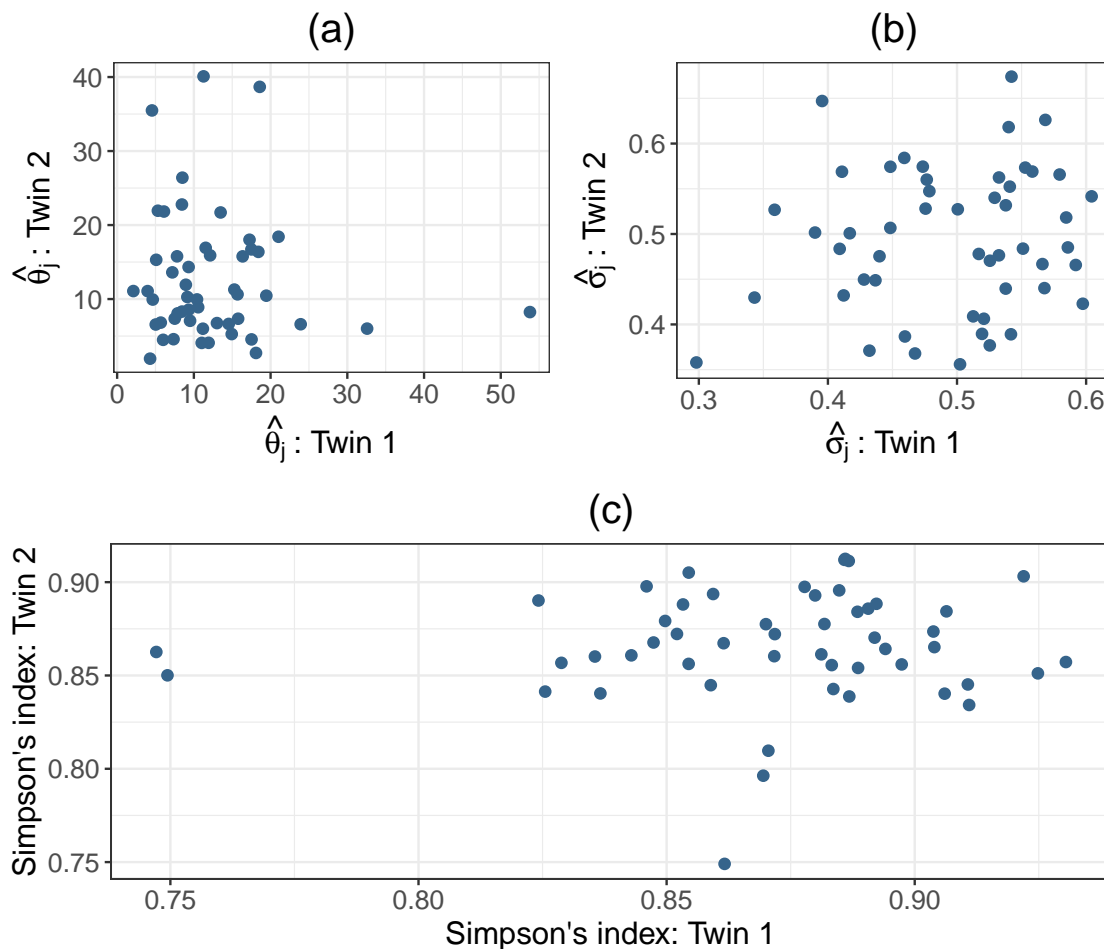 (a)
40
30
20
10
0 10 20 30 40 50
θ̂j : Twin 2
θ̂j : Twin 1
(b)
0.6
0.5
0.4
0.3 0.4 0.5 0.6
σ̂j : Twin 2
σ̂j : Twin 1
(c)
0.90
0.85
0.80
0.75
0.75 0.80 0.85 0.90
Simpson's index: Twin 2
Simpson's index: Twin 1